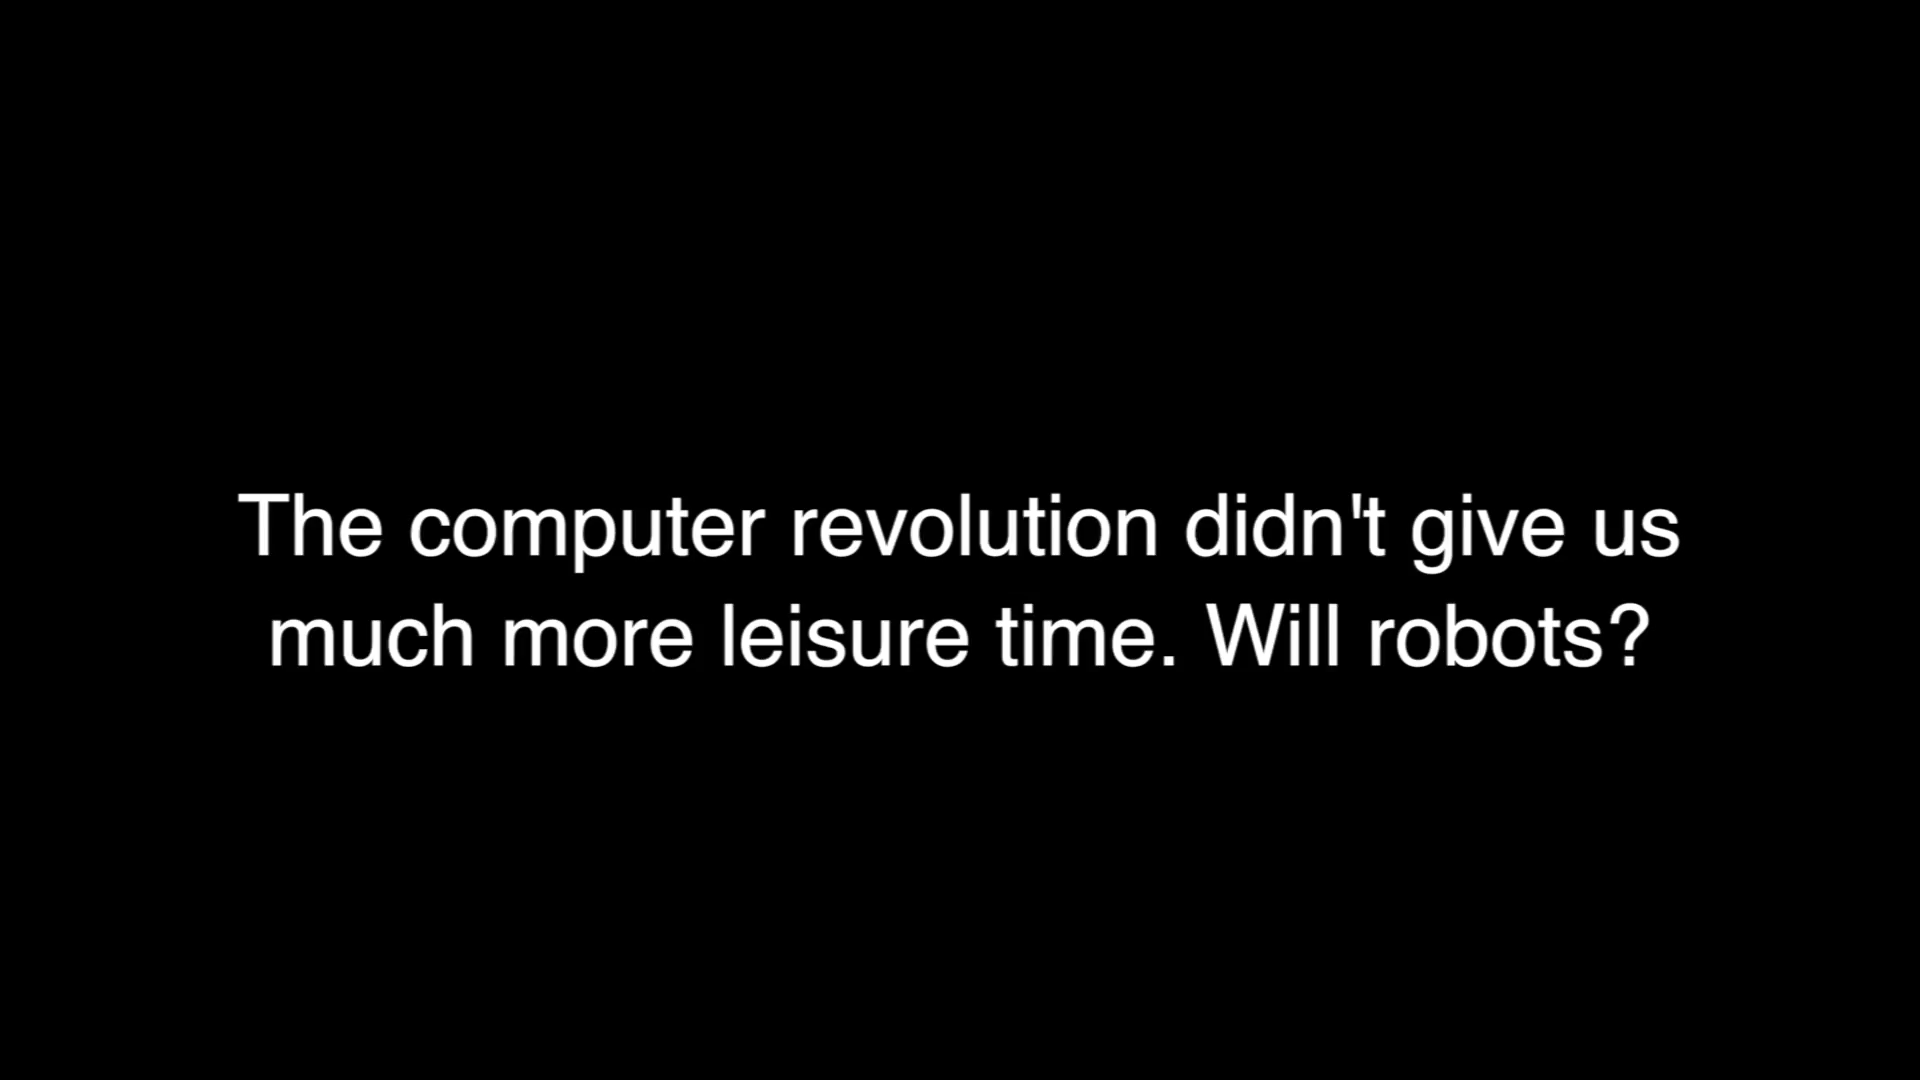 The computer revolution didn't give us
much more leisure time. Will robots?